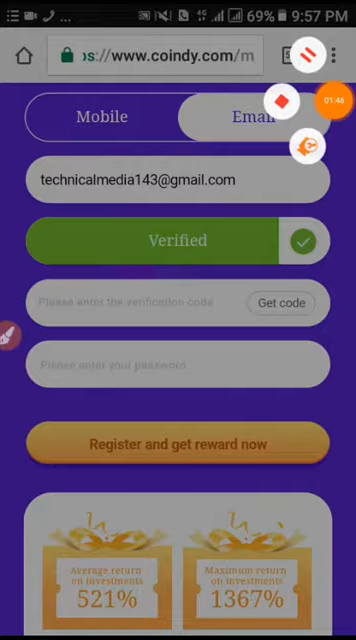 4G 69% 9:57 PM
https://www.coindy.com/m
01:46
Mobile
Email
technicalmedia143@gmail.com
Verified
Please enter the verification code
Get code
Please enter your password
Register and get reward now
Average return
on investments
521%
Maximum return
on investments
1367%